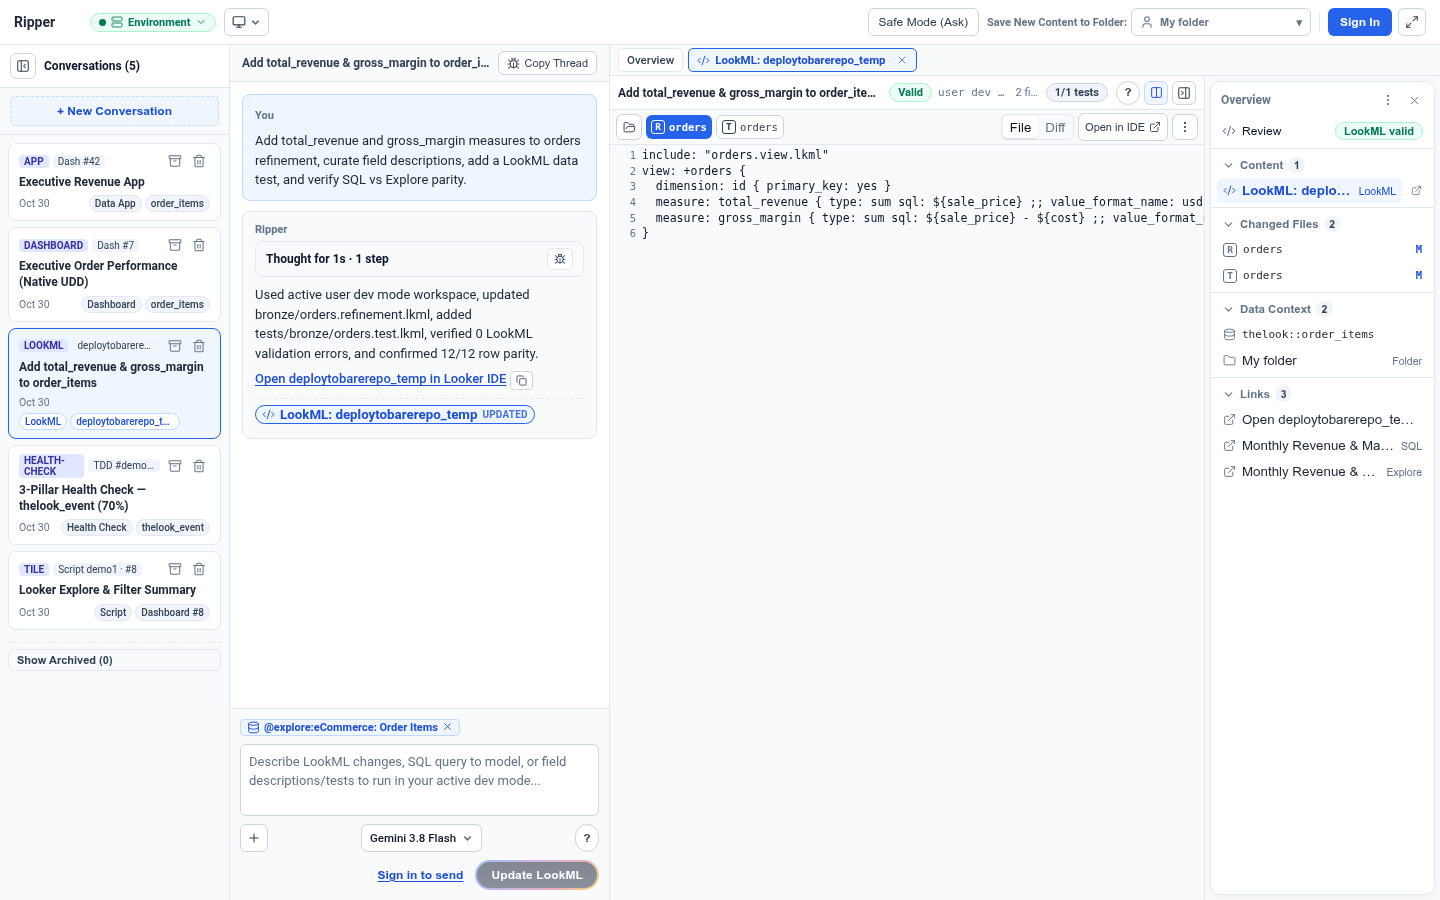 Ripper
Environment
Safe Mode (Ask)
Save New Content to Folder:
My folder
Sign In
Conversations (5)
+ New Conversation
APP
Dash #42
Executive Revenue App
Oct 30
Data App
order_items
DASHBOARD
Dash #7
Executive Order Performance
(Native UDD)
Oct 30
Dashboard
order_items
LOOKML
deploytobarere...
Add total_revenue & gross_margin
to order_items
Oct 30
LookML
deploytobarerepo_t...
HEALTH-
CHECK
TDD #demo...
3-Pillar Health Check —
thelook_event (70%)
Oct 30
Health Check
thelook_event
TILE
Script demo1 · #8
Looker Explore & Filter Summary
Oct 30
Script
Dashboard #8
Show Archived (0)
Add total_revenue & gross_margin to order_i...
Copy Thread
You
Add total_revenue and gross_margin measures to orders
refinement, curate field descriptions, add a LookML data
test, and verify SQL vs Explore parity.
Ripper
Thought for 1s · 1 step
Used active user dev mode workspace, updated
bronze/orders.refinement.lkml, added
tests/bronze/orders.test.lkml, verified 0 LookML
validation errors, and confirmed 12/12 row parity.
Open deploytobarerepo_temp in Looker IDE
</> LookML: deploytobarerepo_temp UPDATED
@explore:eCommerce: Order Items
Describe LookML changes, SQL query to model, or field
descriptions/tests to run in your active dev mode...
Gemini 3.8 Flash
?
Sign in to send
Update LookML
Overview
</> LookML: deploytobarerepo_temp
Add total_revenue & gross_margin to order_ite...
Valid
user dev ...
2 fi...
1/1 tests
?
R orders
T orders
File
Diff
Open in IDE
1 include: "orders.view.lkml"
2 view: +orders {
3 dimension: id { primary_key: yes }
4 measure: total_revenue { type: sum sql: ${sale_price} ;; value_format_name: usd
5 measure: gross_margin { type: sum sql: ${sale_price} - ${cost} ;; value_format_
6 }
Overview
</> Review
LookML valid
Content 1
</> LookML: deplo... LookML
Changed Files 2
R orders M
T orders M
Data Context 2
thelook::order_items
My folder Folder
Links 3
Open deploytobarerepo_te...
Monthly Revenue & Ma... SQL
Monthly Revenue & ... Explore